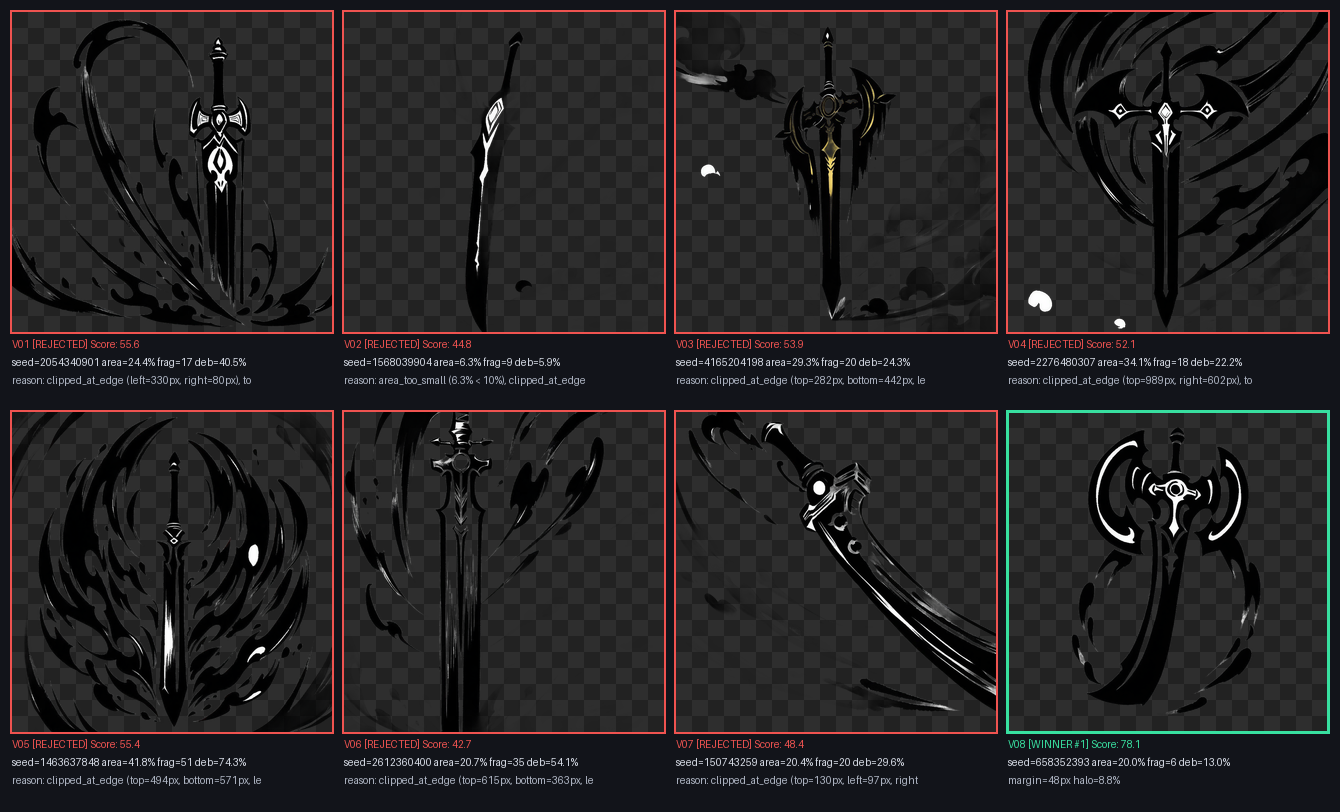 V01 [REJECTED] Score: 55.6
seed=2054340901 area=24.4% frag=17 deb=40.5%
reason: clipped_at_edge (left=330px, right=80px), to
V02 [REJECTED] Score: 44.8
seed=1568039904 area=6.3% frag=9 deb=5.9%
reason: area_too_small (6.3% < 10%), clipped_at_edge
V03 [REJECTED] Score: 53.9
seed=4165204198 area=29.3% frag=20 deb=24.3%
reason: clipped_at_edge (top=282px, bottom=442px, le
V04 [REJECTED] Score: 52.1
seed=2276480307 area=34.1% frag=18 deb=22.2%
reason: clipped_at_edge (top=989px, right=602px), to
V05 [REJECTED] Score: 55.4
seed=1463637848 area=41.8% frag=51 deb=74.3%
reason: clipped_at_edge (top=494px, bottom=571px, le
V06 [REJECTED] Score: 42.7
seed=2612360400 area=20.7% frag=35 deb=54.1%
reason: clipped_at_edge (top=615px, bottom=363px, le
V07 [REJECTED] Score: 48.4
seed=150743259 area=20.4% frag=20 deb=29.6%
reason: clipped_at_edge (top=130px, left=97px, right
V08 [WINNER #1] Score: 78.1
seed=658352393 area=20.0% frag=6 deb=13.0%
margin=48px halo=8.8%